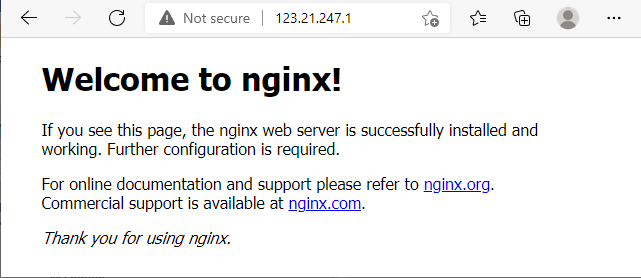 Not secure | 123.21.247.1
Welcome to nginx!
If you see this page, the nginx web server is successfully installed and
working. Further configuration is required.
For online documentation and support please refer to nginx.org.
Commercial support is available at nginx.com.
Thank you for using nginx.